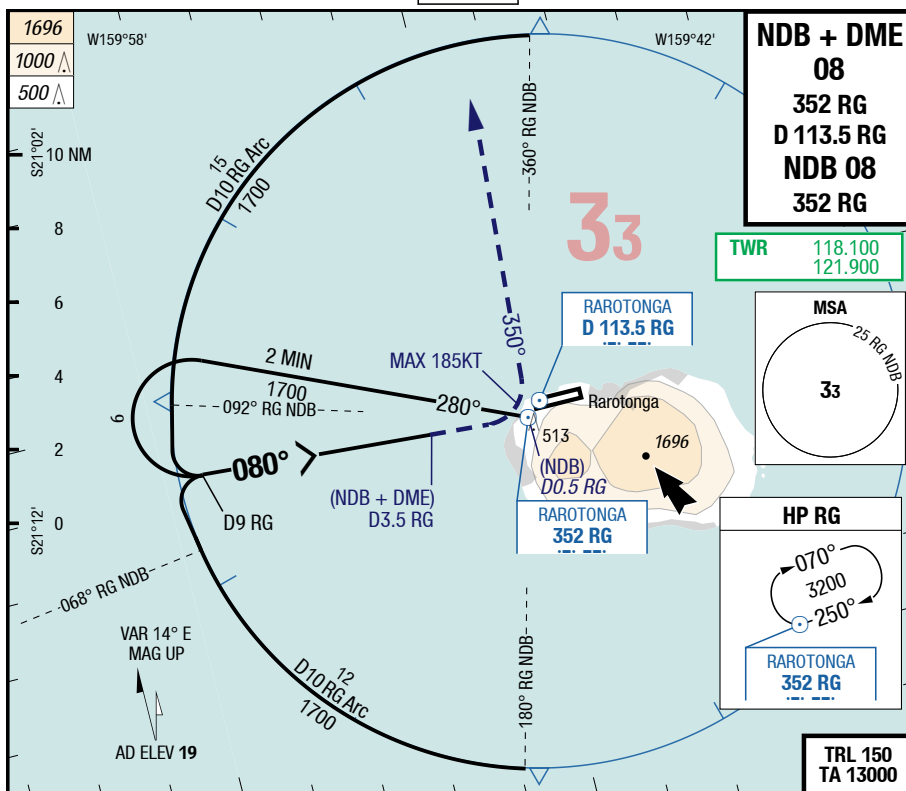 1696
1000
500
W159°58'
W159°42'
NDB + DME
08
352 RG
D 113.5 RG
NDB 08
352 RG
S21°02'
10 NM
8
6
4
2
0
S21°12'
15
D10 RG Arc
1700
360° RG NDB
33
TWR 118.100
121.900
MSA
25 RG NDB
33
RAROTONGA
D 113.5 RG
350°
MAX 185KT
2 MIN
1700
280°
092° RG NDB
Rarotonga
513
1696
(NDB)
D0.5 RG
9
080°
(NDB + DME)
D3.5 RG
D9 RG
RAROTONGA
352 RG
HP RG
070°
3200
250°
RAROTONGA
352 RG
068° RG NDB
VAR 14° E
MAG UP
AD ELEV 19
12
D10 RG Arc
1700
180° RG NDB
TRL 150
TA 13000